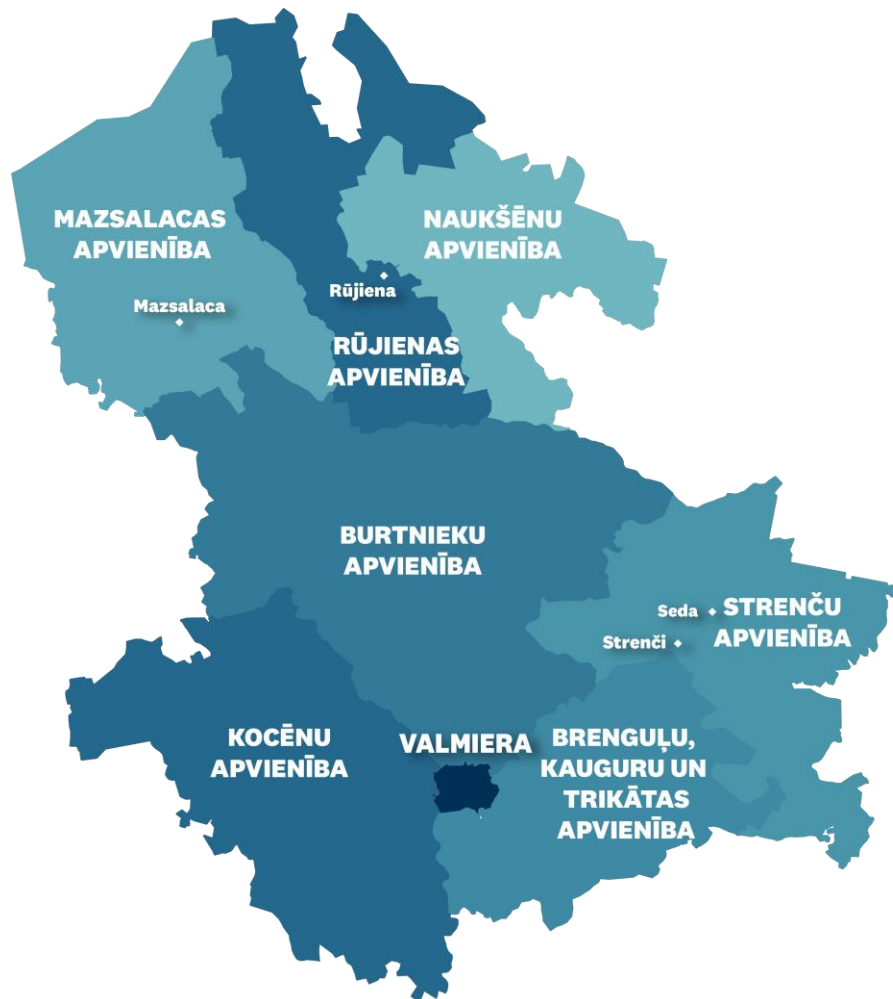 MAZSALACAS
APVIENĪBA
NAUKŠĒNU
APVIENĪBA
Mazsalaca
Rūjiena
RŪJIENAS
APVIENĪBA
BURTNIEKU
APVIENĪBA
Seda
STRENČU
APVIENĪBA
Strenči
KOCĒNU
APVIENĪBA
VALMIERA
BRENGUĻU,
KAUGURU UN
TRIKĀTAS
APVIENĪBA